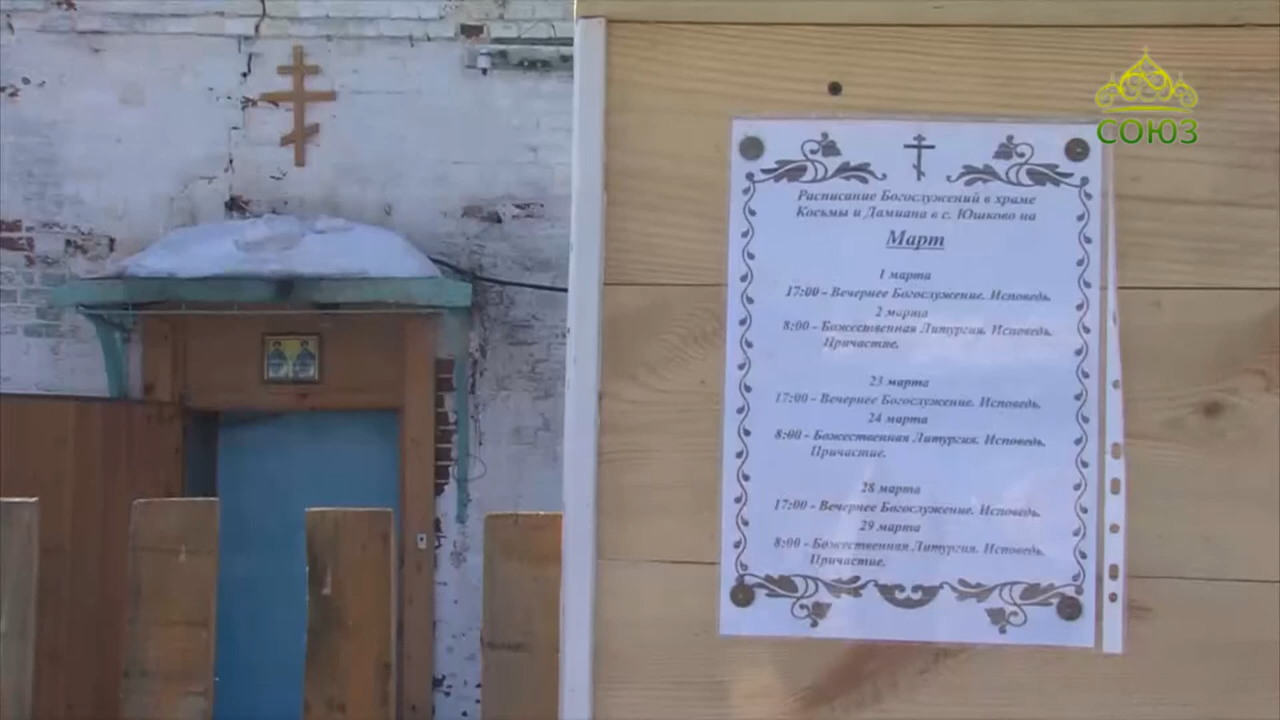 СОЮЗ
Расписание Богослужений в храме
Косьмы и Дамиана в с. Юшково на
Март
1 марта
17:00 - Вечернее Богослужение. Исповедь.
2 марта
8:00 - Божественная Литургия. Исповедь.
Причастие.
23 марта
17:00 - Вечернее Богослужение. Исповедь.
24 марта
8:00 - Божественная Литургия. Исповедь.
Причастие.
28 марта
17:00 - Вечернее Богослужение. Исповедь.
29 марта
8:00 - Божественная Литургия. Исповедь.
Причастие.